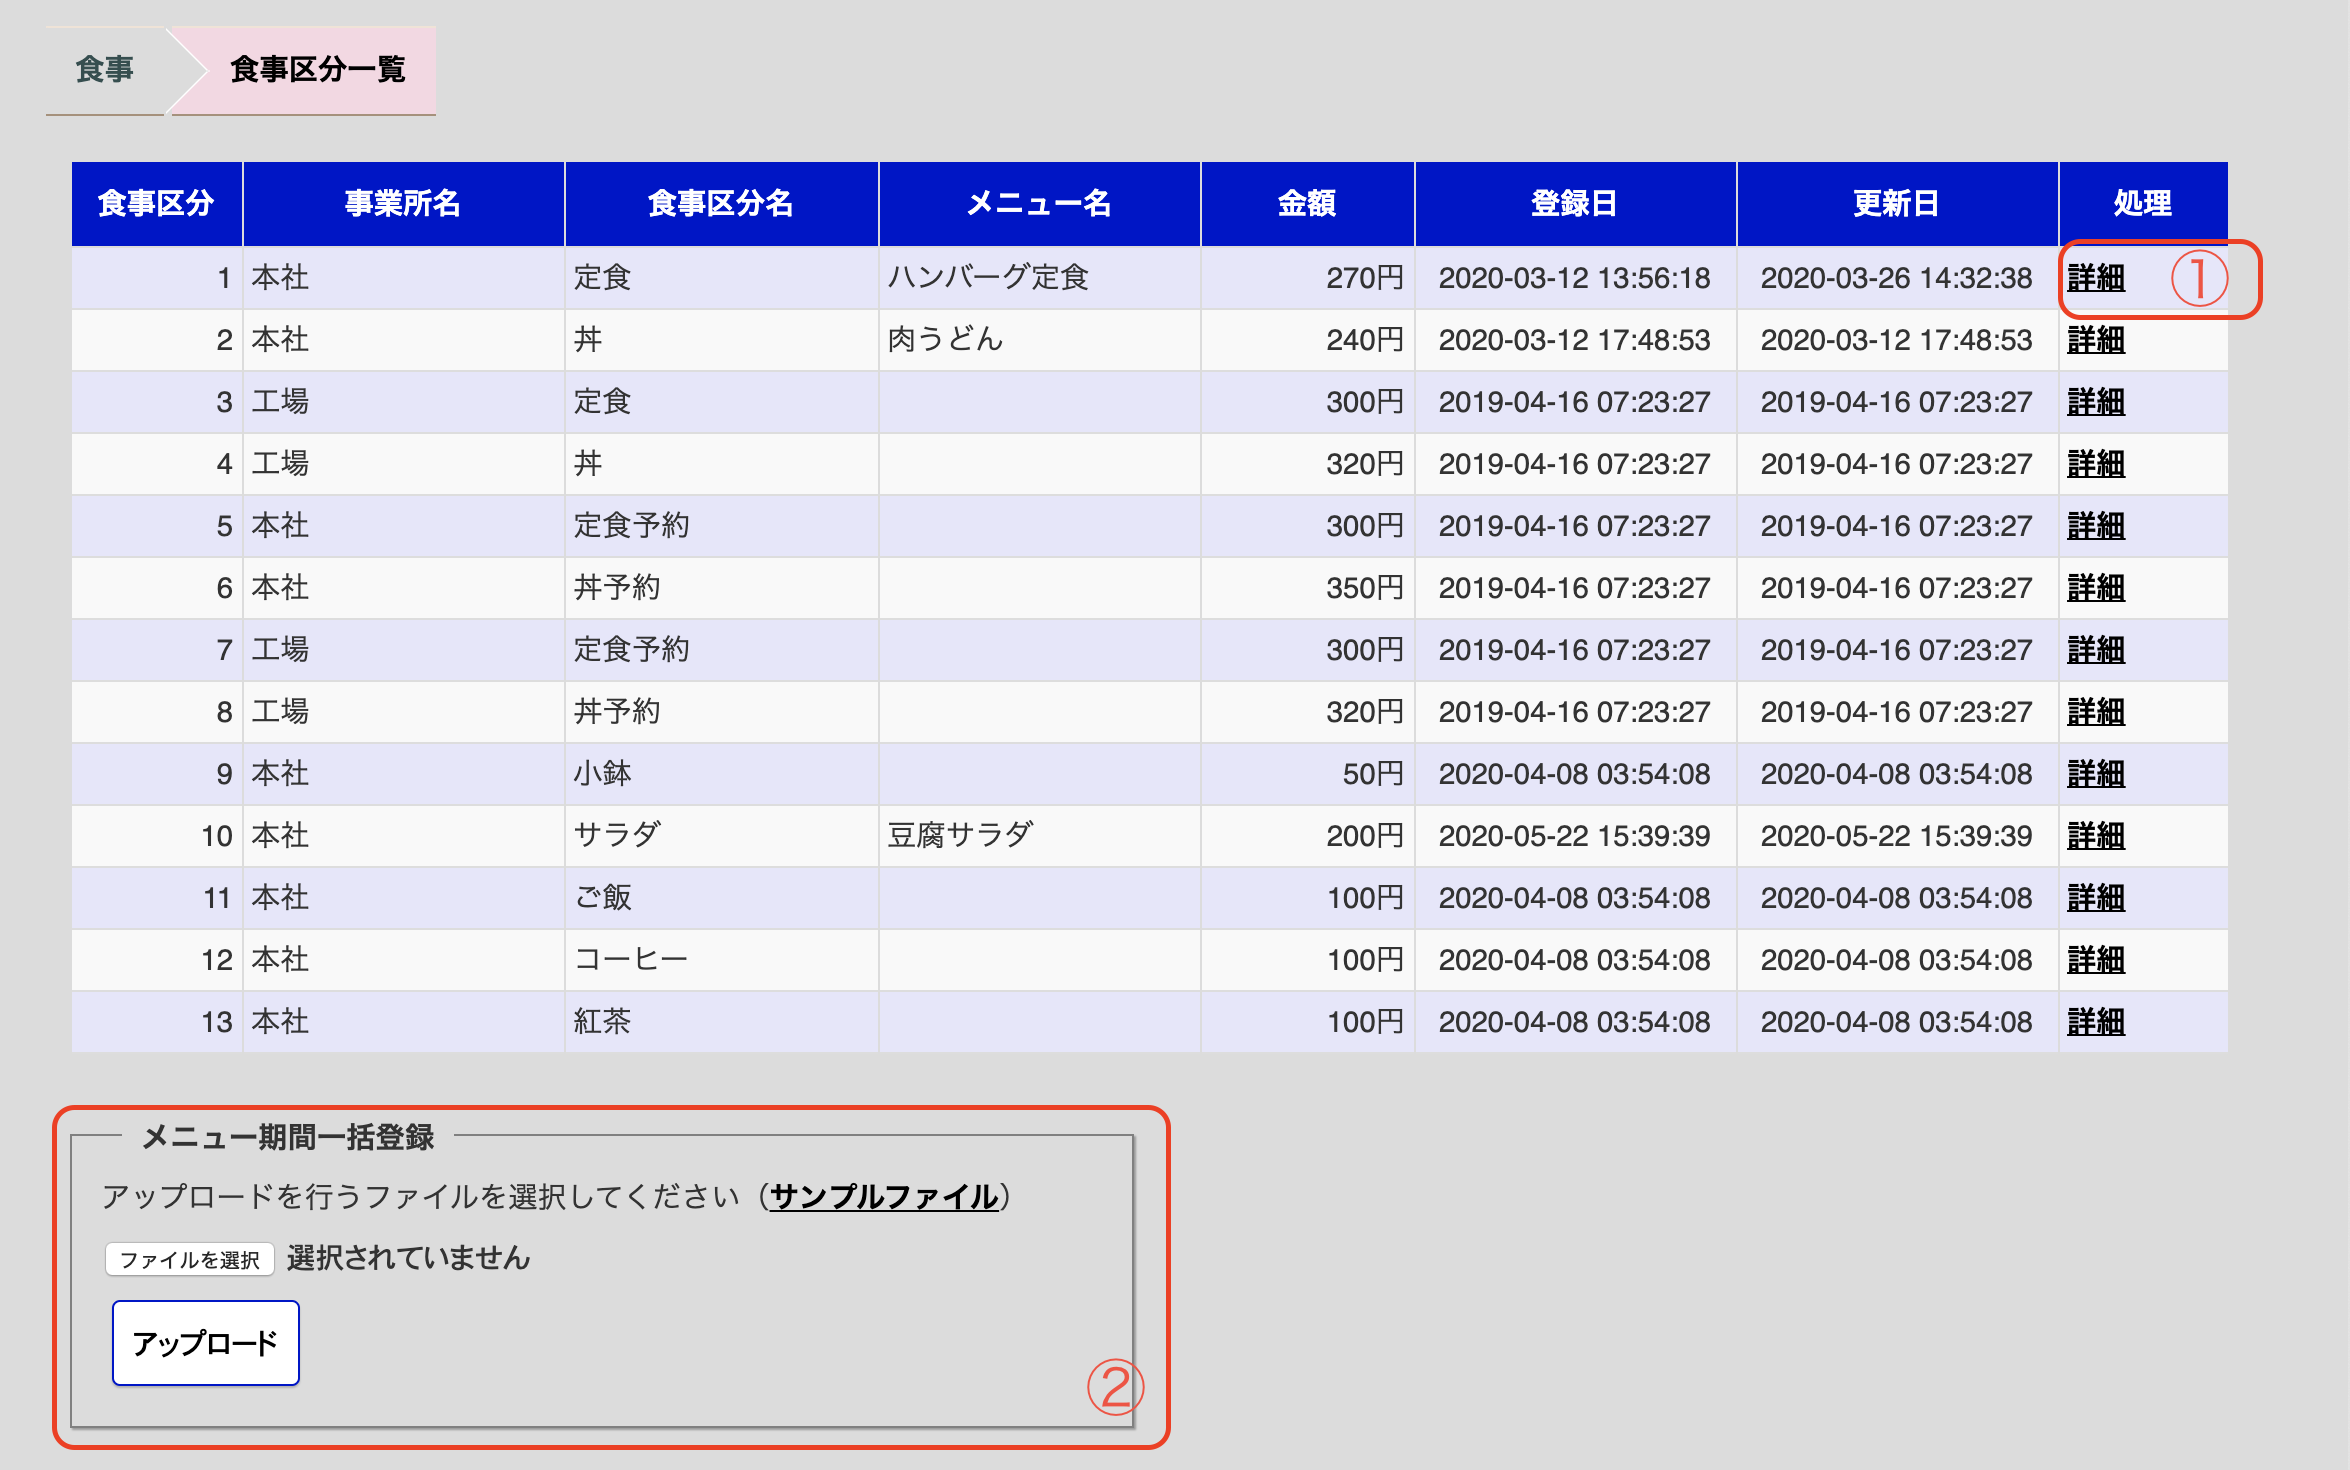 食事 食事区分一覧
食事区分 事業所名 食事区分名 メニュー名 金額 登録日 更新日 処理
1 本社 定食 ハンバーグ定食 270円 2020-03-12 13:56:18 2020-03-26 14:32:38 詳細 ①
2 本社 丼 肉うどん 240円 2020-03-12 17:48:53 2020-03-12 17:48:53 詳細
3 工場 定食 300円 2019-04-16 07:23:27 2019-04-16 07:23:27 詳細
4 工場 丼 320円 2019-04-16 07:23:27 2019-04-16 07:23:27 詳細
5 本社 定食予約 300円 2019-04-16 07:23:27 2019-04-16 07:23:27 詳細
6 本社 丼予約 350円 2019-04-16 07:23:27 2019-04-16 07:23:27 詳細
7 工場 定食予約 300円 2019-04-16 07:23:27 2019-04-16 07:23:27 詳細
8 工場 丼予約 320円 2019-04-16 07:23:27 2019-04-16 07:23:27 詳細
9 本社 小鉢 50円 2020-04-08 03:54:08 2020-04-08 03:54:08 詳細
10 本社 サラダ 豆腐サラダ 200円 2020-05-22 15:39:39 2020-05-22 15:39:39 詳細
11 本社 ご飯 100円 2020-04-08 03:54:08 2020-04-08 03:54:08 詳細
12 本社 コーヒー 100円 2020-04-08 03:54:08 2020-04-08 03:54:08 詳細
13 本社 紅茶 100円 2020-04-08 03:54:08 2020-04-08 03:54:08 詳細
メニュー期間一括登録
アップロードを行うファイルを選択してください（サンプルファイル）
ファイルを選択 選択されていません
アップロード
②